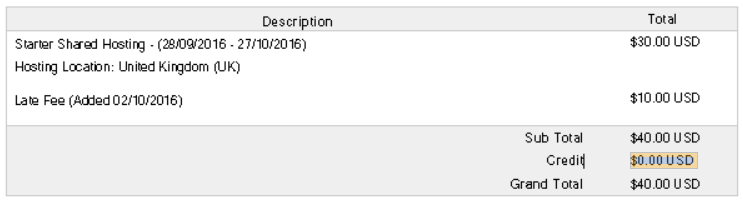 Description Total
Starter Shared Hosting - (28/09/2016 - 27/10/2016) $30.00 USD
Hosting Location: United Kingdom (UK)
Late Fee (Added 02/10/2016) $10.00 USD
Sub Total $40.00 USD
Credit $0.00 USD
Grand Total $40.00 USD